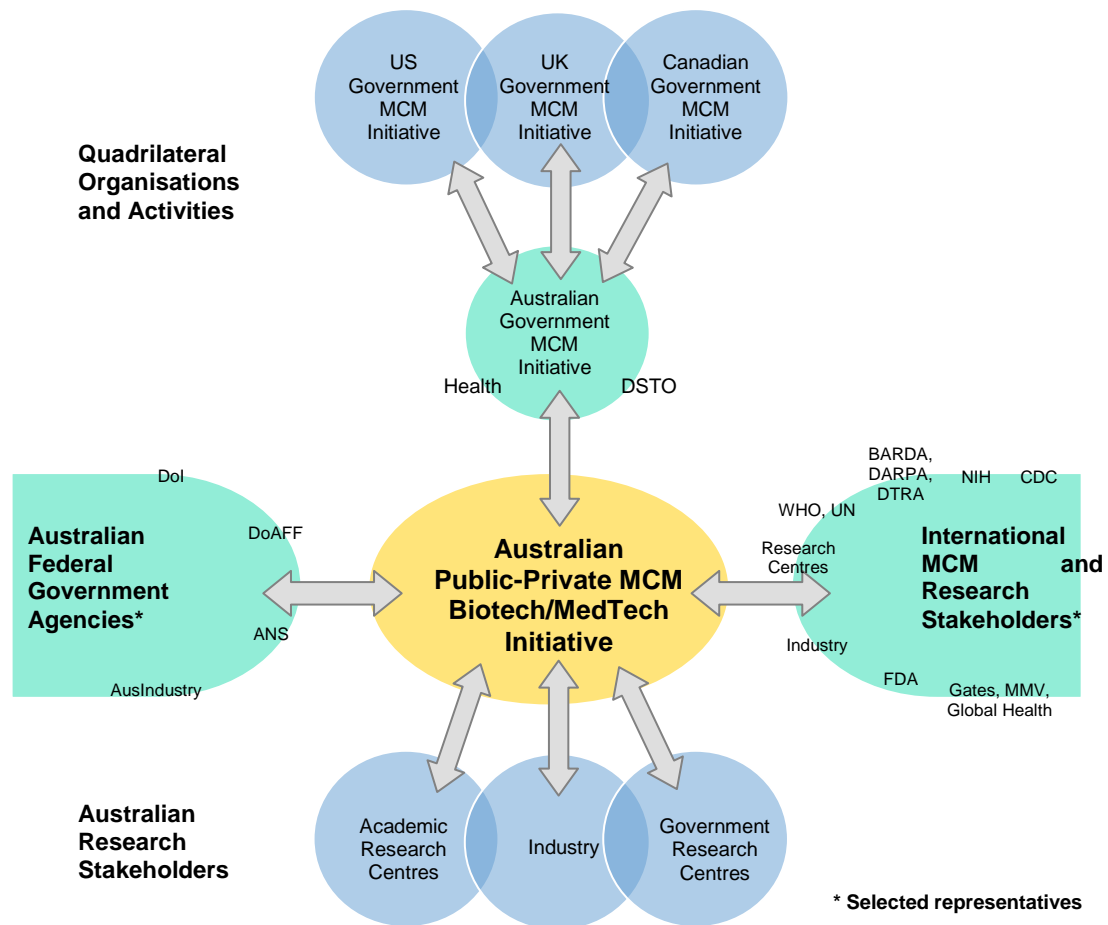 US
Government
MCM
Initiative
UK
Government
MCM
Initiative
Canadian
Government
MCM
Initiative
Quadrilateral
Organisations
and Activities
Australian
Government
MCM
Initiative
Health
DSTO
DoI
DoAFF
Australian
Federal
Government
Agencies*
ANS
AusIndustry
Australian
Public-Private MCM
Biotech/MedTech
Initiative
BARDA,
DARPA,
DTRA
NIH
CDC
WHO, UN
Research
Centres
International
MCM and
Research
Stakeholders*
Industry
FDA
Gates, MMV,
Global Health
Australian
Research
Stakeholders
Academic
Research
Centres
Industry
Government
Research
Centres
* Selected representatives